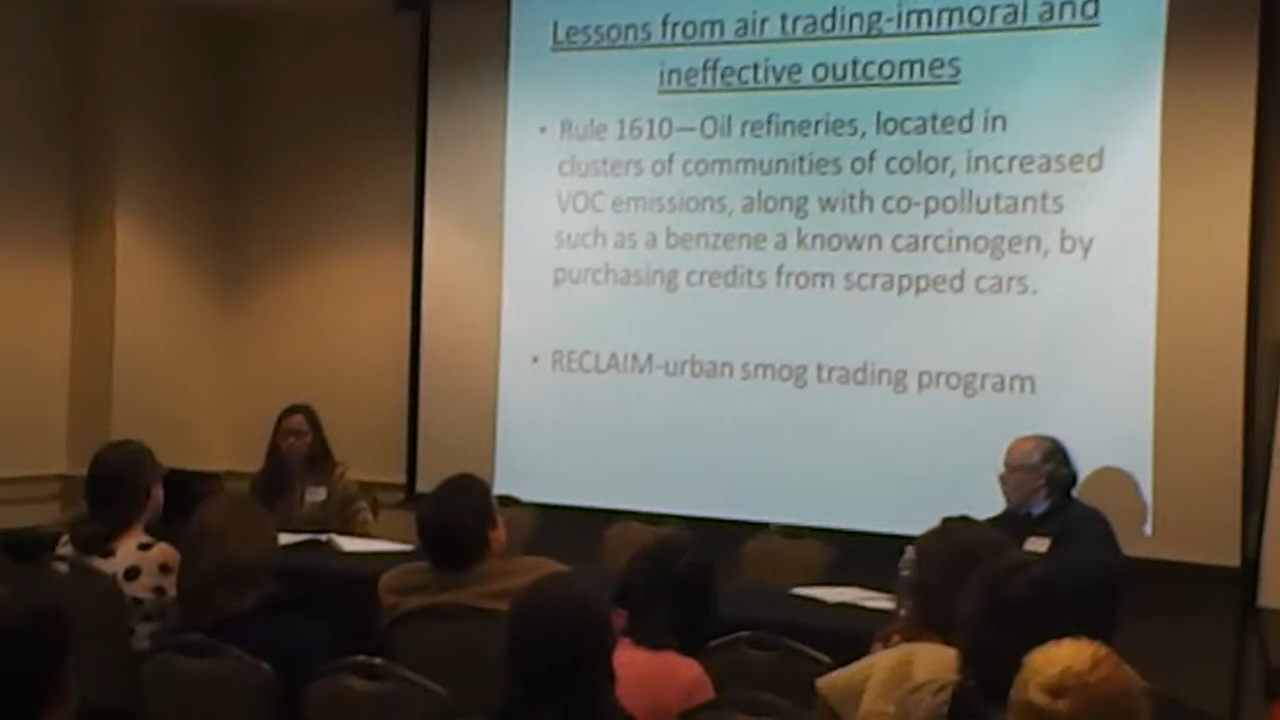 Lessons from air trading-immoral and
ineffective outcomes
• Rule 1610—Oil refineries, located in
clusters of communities of color, increased
VOC emissions, along with co-pollutants
such as a benzene a known carcinogen, by
purchasing credits from scrapped cars.
• RECLAIM-urban smog trading program